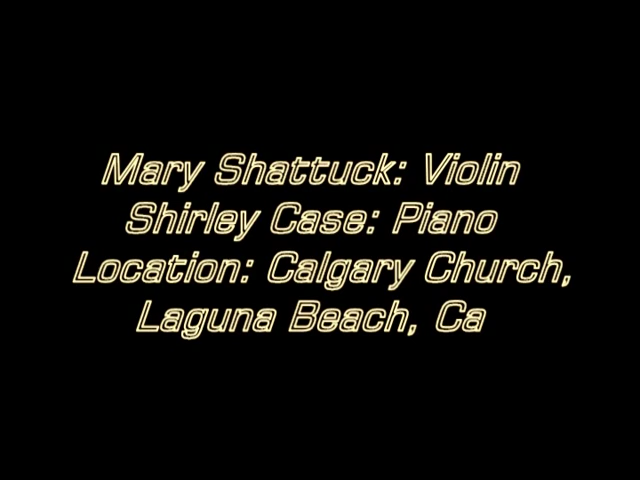 Mary Shattuck: Violin
Shirley Case: Piano
Location: Calgary Church,
Laguna Beach, Ca